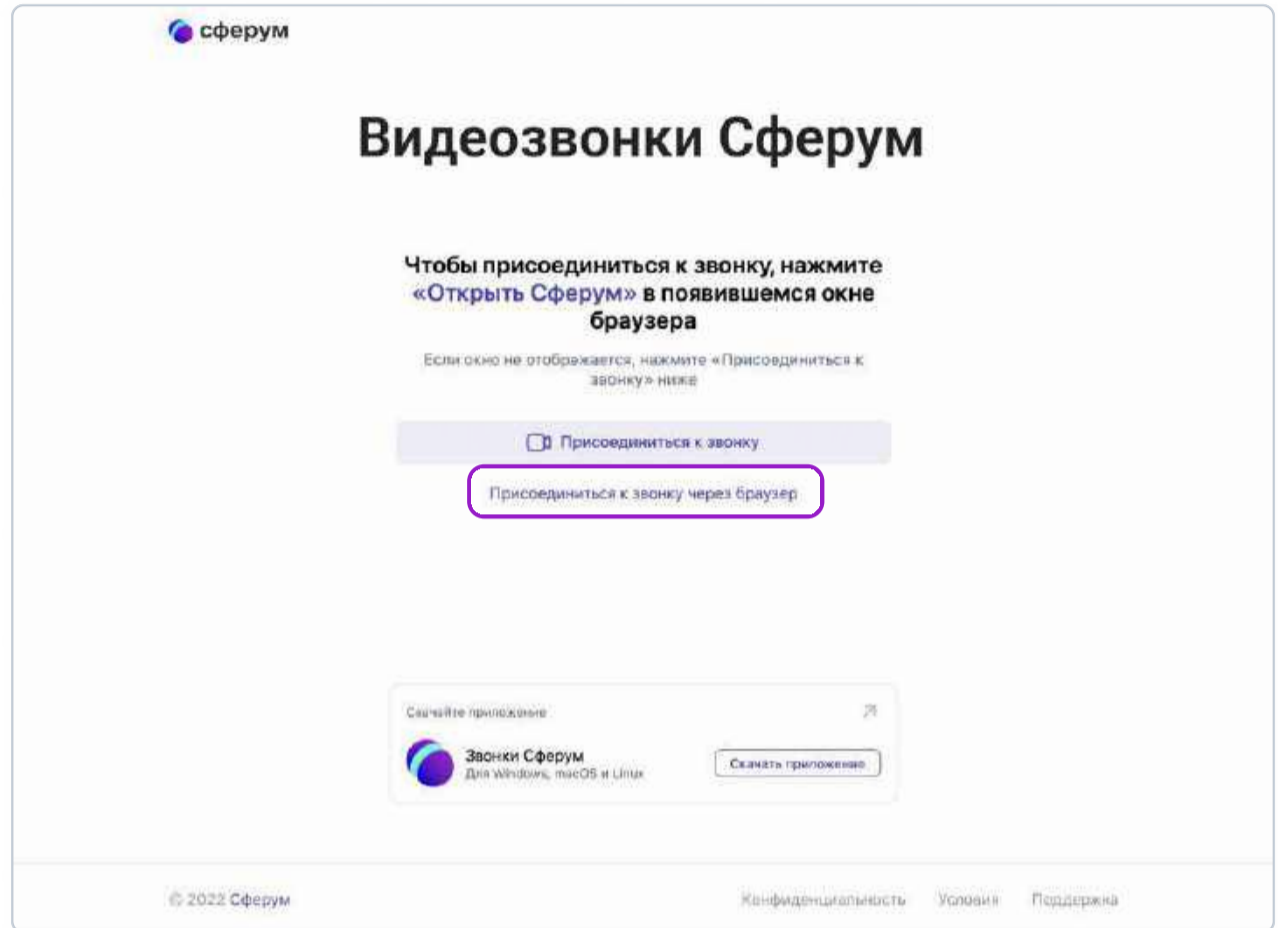 сферум
Видеозвонки Сферум
Чтобы присоединиться к звонку, нажмите
«Открыть Сферум» в появившемся окне
браузера
Если окно не отображается, нажмите «Присоединиться к
звонку» ниже
Присоединиться к звонку
Присоединиться к звонку через браузер
Скачайте приложение
Звонки Сферум
Для Windows, macOS и Linux
Скачать приложение
© 2022 Сферум
Конфиденциальность Условия Поддержка